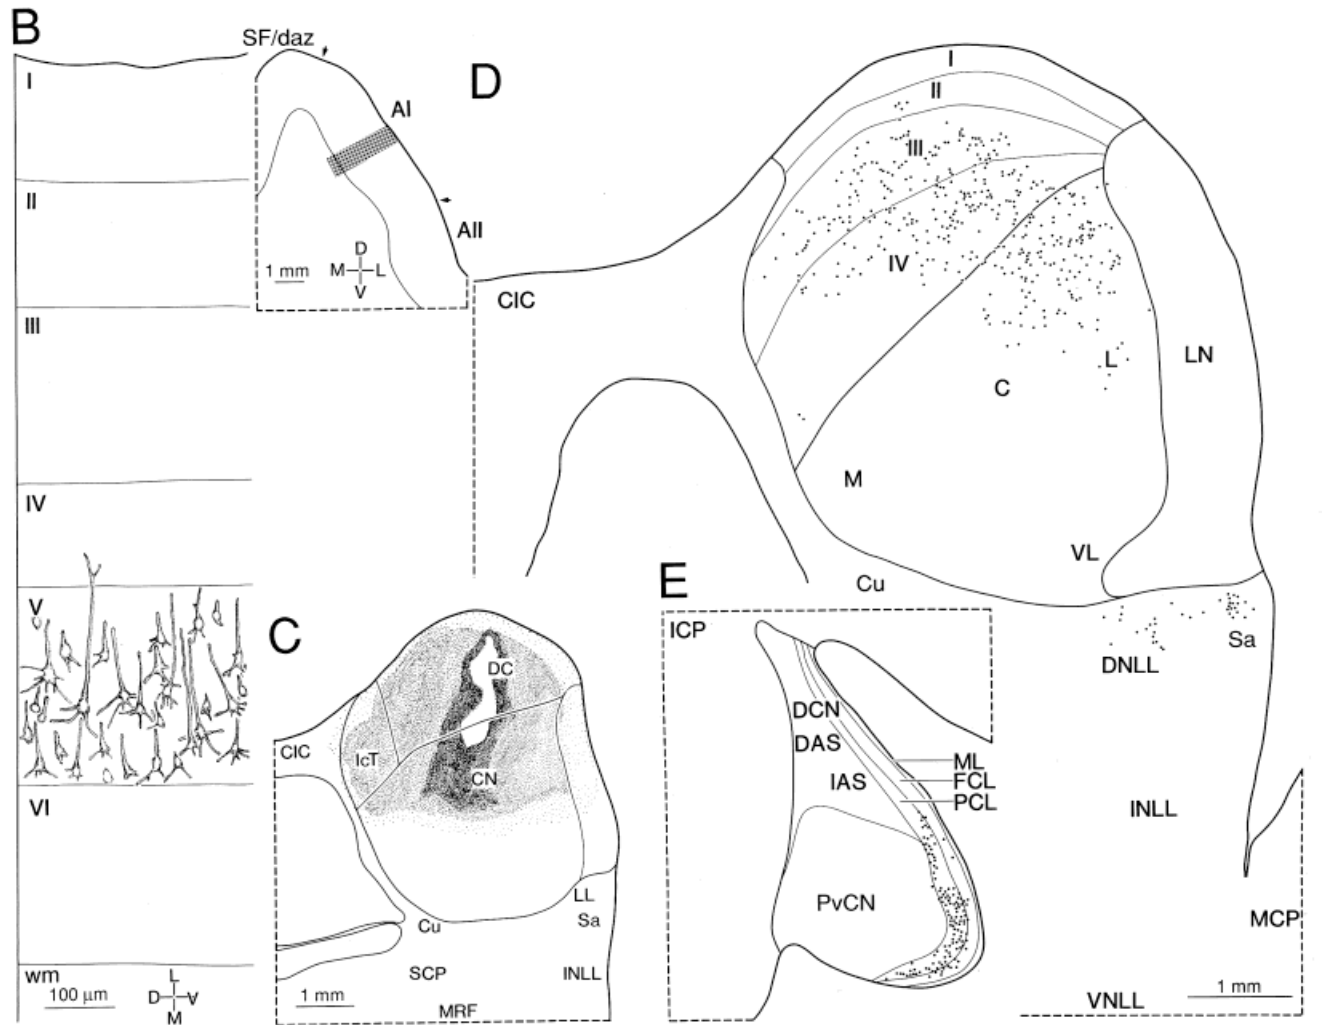 B
SF/daz
I
AI
II
AII
D
M L
V
1 mm
III
IV
V
VI
wm
100 µm
L
D V
M
C
DC
CIC
IcT
CN
LL
Cu
Sa
SCP
INLL
1 mm
MRF
D
I
II
III
IV
CIC
L
LN
C
M
VL
Cu
Sa
DNLL
INLL
MCP
VNLL
1 mm
E
ICP
DCN
DAS
ML
FCL
IAS
PCL
PvCN